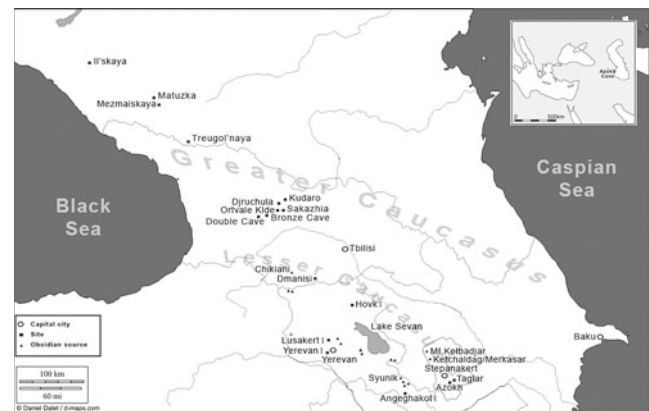 Il'skaya
Matuzka
Mezmaiskaya
Treugol'naya
Greater Caucasus
Black
Sea
Caspian
Sea
Azokh
Cave
0 500km
Kudaro
Djruchula
Ortvale Klde
Sakazhia
Double Cave
Bronze Cave
Tbilisi
Lesser Caucasus
Chikiani
Dmanisi
Hovk I
Lake Sevan
Lusakert I
Yerevan I
Yerevan
Mt Kelbadjar
Ketchaldag/Merkasar
Stepanakert
Taglar
Azokh
Syunik
Angeghakot I
Baku
Capital city
Site
Obsidian source
100 km
60 mi
© Daniel Dalet / d-maps.com